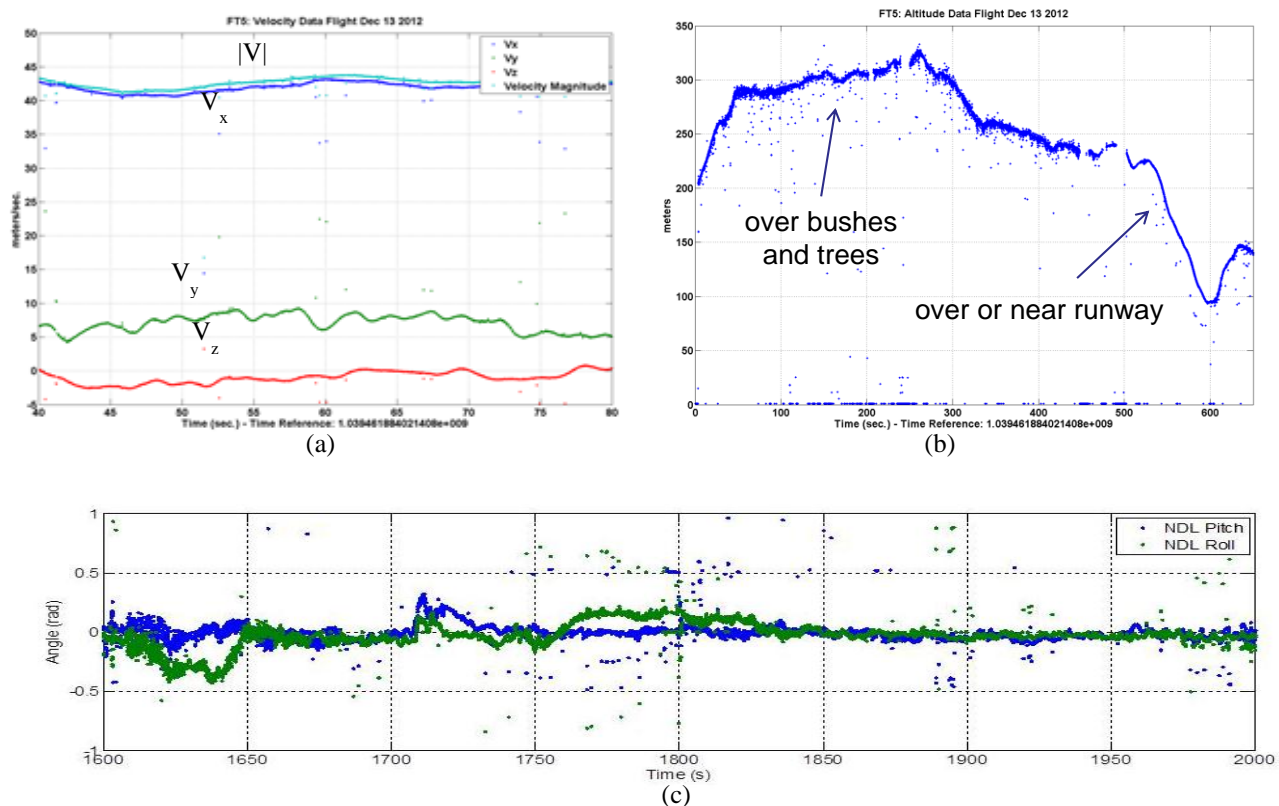 FT5: Velocity Data Flight Dec 13 2012
50
45
40
35
30
25
20
15
10
5
0
-5
meters/sec.
|V|
Vx
Vy
Vz
Vx
Vy
Vz
Velocity Magnitude
40 45 50 55 60 65 70 75 80
Time (sec.) - Time Reference: 1.039461884021408e+009
(a)
FT5: Altitude Data Flight Dec 13 2012
350
300
250
200
150
100
50
0
meters
over bushes
and trees
over or near runway
0 100 200 300 400 500 600
Time (sec.) - Time Reference: 1.039461884021408e+009
(b)
1
0.5
0
-0.5
-1
Angle (rad)
NDL Pitch
NDL Roll
1600 1650 1700 1750 1800 1850 1900 1950 2000
Time (s)
(c)